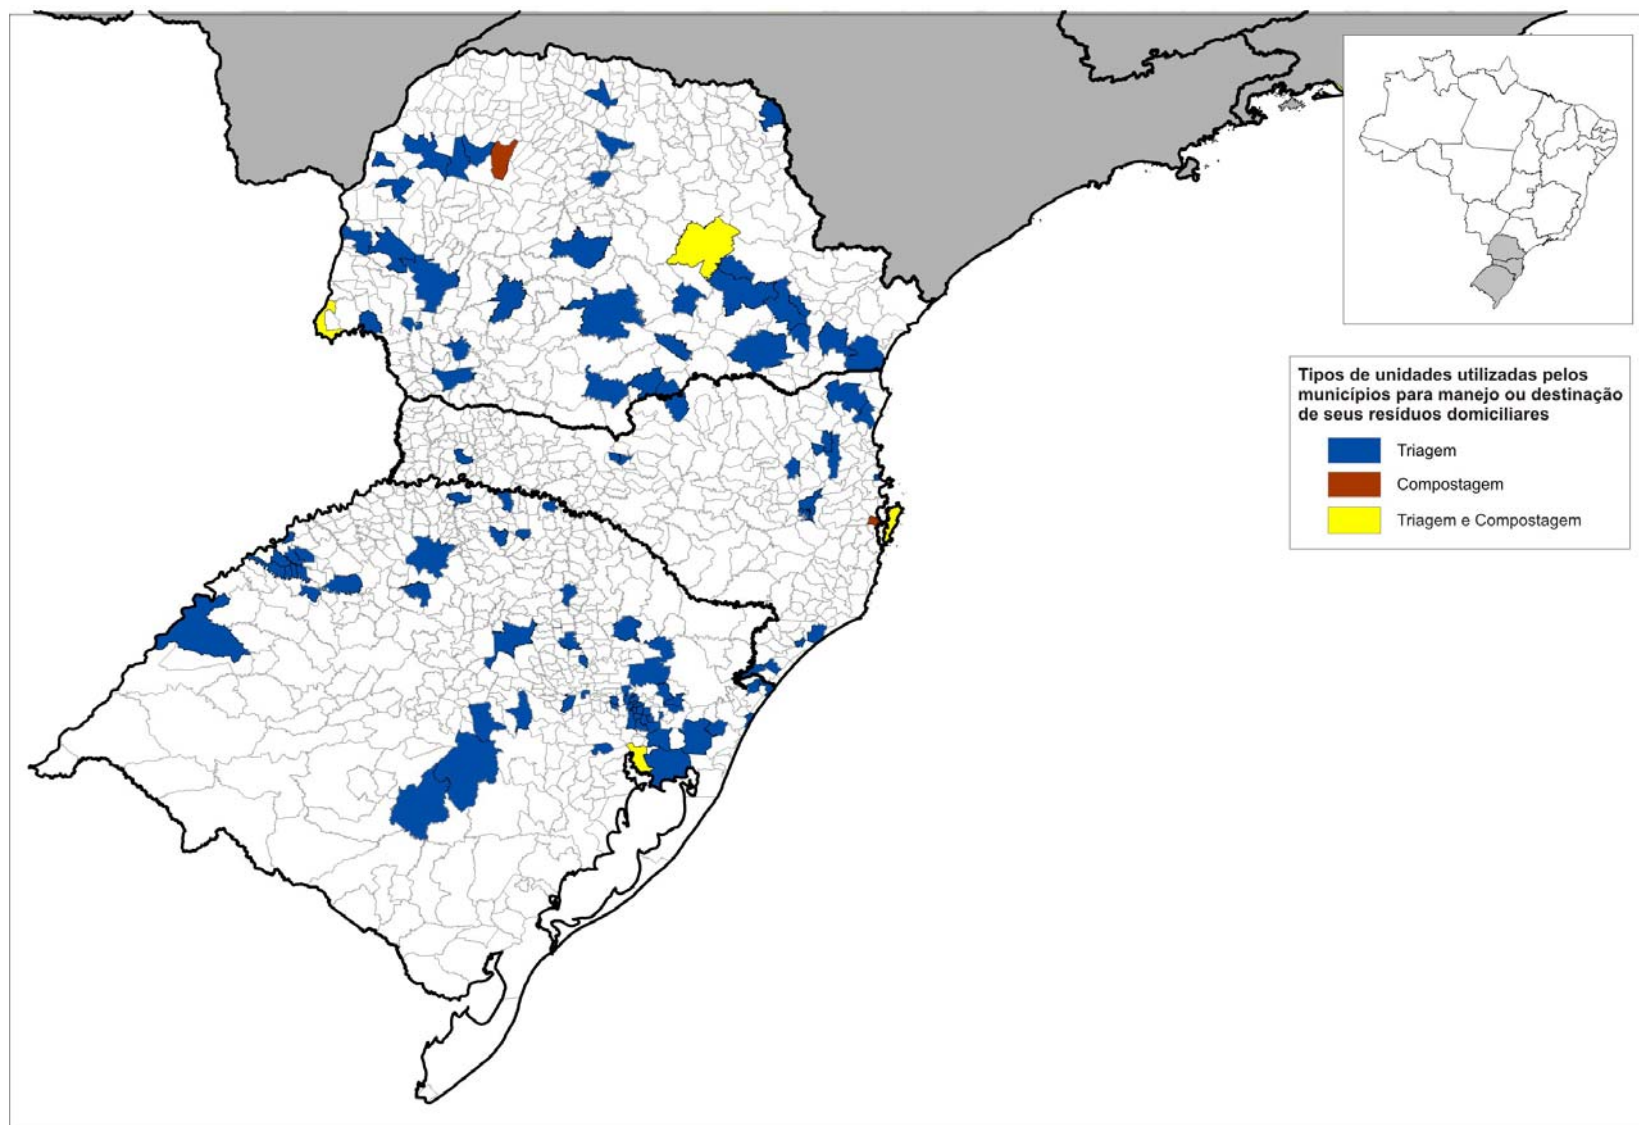 Tipos de unidades utilizadas pelos
municípios para manejo ou destinação
de seus resíduos domiciliares
Triagem
Compostagem
Triagem e Compostagem